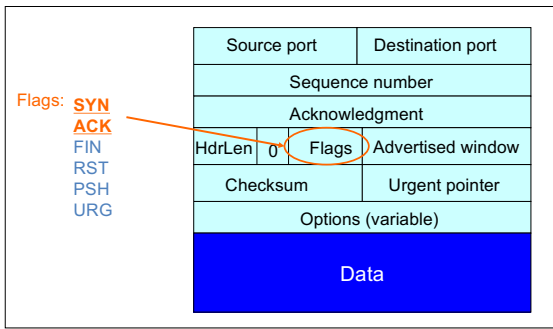 Source port Destination port
Sequence number
Acknowledgment
HdrLen 0 Flags Advertised window
Checksum Urgent pointer
Options (variable)
Data
Flags: SYN
ACK
FIN
RST
PSH
URG